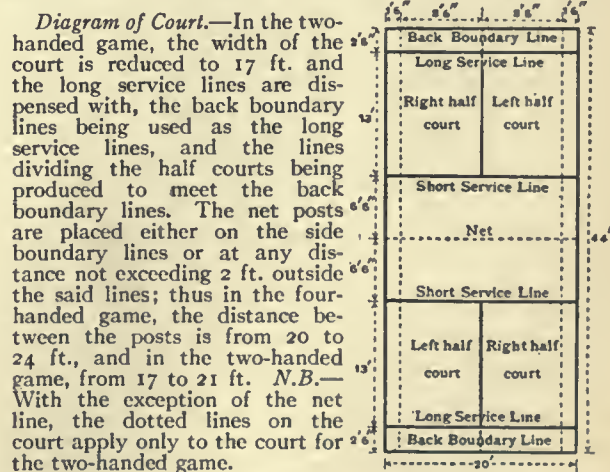 Diagram of Court.—In the two-
handed game, the width of the
court is reduced to 17 ft. and
the long service lines are dis-
pensed with, the back boundary
lines being used as the long
service lines, and the lines
dividing the half courts being
produced to meet the back
boundary lines. The net posts
are placed either on the side
boundary lines or at any dis-
tance not exceeding 2 ft. outside
the said lines; thus in the four-
handed game, the distance be-
tween the posts is from 20 to
24 ft., and in the two-handed
game, from 17 to 21 ft. N.B.—
With the exception of the net
line, the dotted lines on the
court apply only to the court for
the two-handed game.
1'6" 8'6" 8'6" 1'6"
2'6" Back Boundary Line
Long Service Line
13' Right half court Left half court
Short Service Line
6'6"
Net
44'
6'6"
Short Service Line
13' Left half court Right half court
Long Service Line
2'6" Back Boundary Line
20'